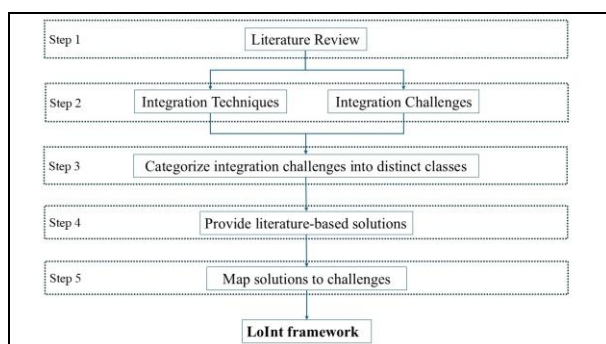 Step 1
Literature Review
Step 2
Integration Techniques
Integration Challenges
Step 3
Categorize integration challenges into distinct classes
Step 4
Provide literature-based solutions
Step 5
Map solutions to challenges
LoInt framework